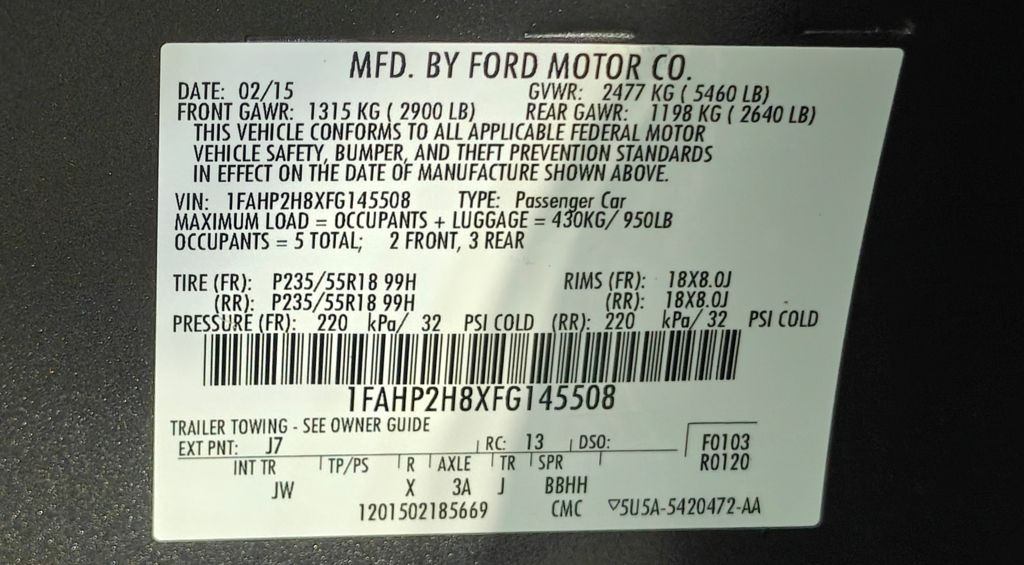 MFD. BY FORD MOTOR CO.
DATE: 02/15 GVWR: 2477 KG ( 5460 LB)
FRONT GAWR: 1315 KG ( 2900 LB) REAR GAWR: 1198 KG ( 2640 LB)
THIS VEHICLE CONFORMS TO ALL APPLICABLE FEDERAL MOTOR
VEHICLE SAFETY, BUMPER, AND THEFT PREVENTION STANDARDS
IN EFFECT ON THE DATE OF MANUFACTURE SHOWN ABOVE.
VIN: 1FAHP2H8XFG145508 TYPE: Passenger Car
MAXIMUM LOAD = OCCUPANTS + LUGGAGE = 430KG/ 950LB
OCCUPANTS = 5 TOTAL; 2 FRONT, 3 REAR
TIRE (FR): P235/55R18 99H RIMS (FR): 18X8.0J
(RR): P235/55R18 99H (RR): 18X8.0J
PRESSURE (FR): 220 kPa/ 32 PSI COLD (RR): 220 kPa/ 32 PSI COLD
1FAHP2H8XFG145508
TRAILER TOWING - SEE OWNER GUIDE
EXT PNT: J7 RC: 13 DSO: F0103
INT TR TP/PS R AXLE TR SPR R0120
JW X 3A J BBHH
1201502185669 CMC ▽5U5A-5420472-AA